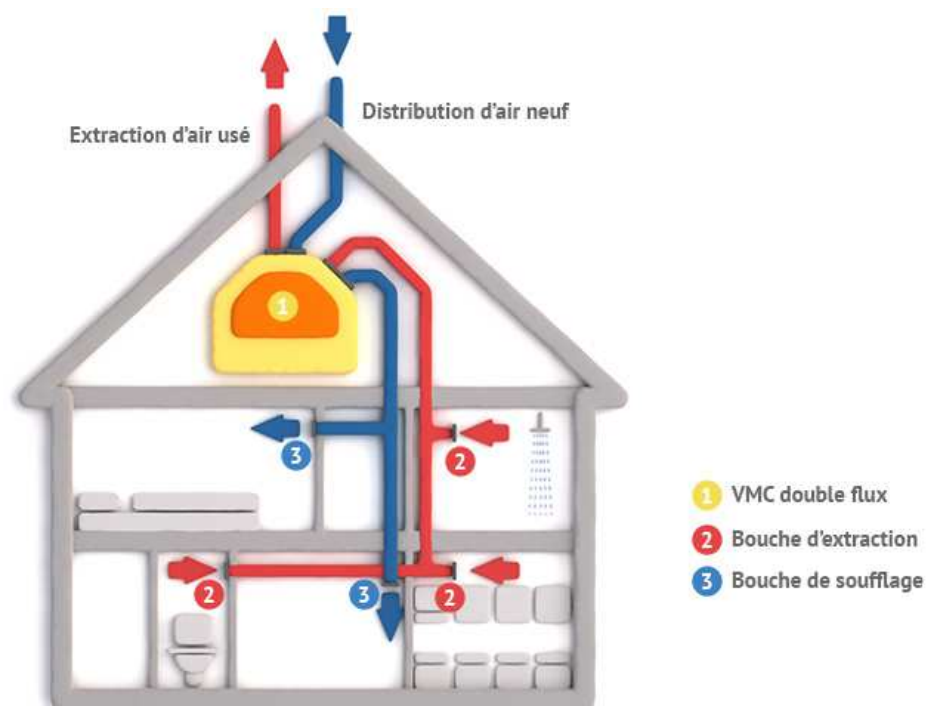 Distribution d'air neuf
Extraction d'air usé
1
3
2
2
3
2
1 VMC double flux
2 Bouche d'extraction
3 Bouche de soufflage